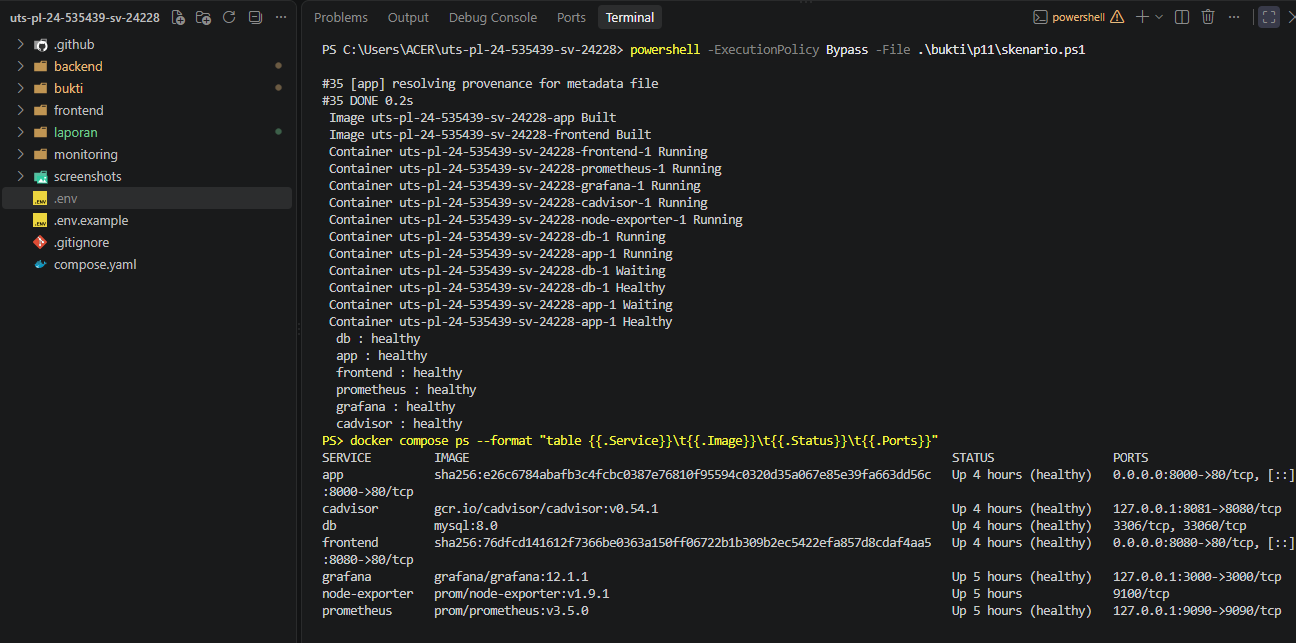 uts-pl-24-535439-sv-24228
Problems Output Debug Console Ports Terminal
powershell
.github
backend
bukti
frontend
laporan
monitoring
screenshots
.env
.env.example
.gitignore
compose.yaml
PS C:\Users\ACER\uts-pl-24-535439-sv-24228> powershell -ExecutionPolicy Bypass -File .\bukti\p11\skenario.ps1
#35 [app] resolving provenance for metadata file
#35 DONE 0.2s
Image uts-pl-24-535439-sv-24228-app Built
Image uts-pl-24-535439-sv-24228-frontend Built
Container uts-pl-24-535439-sv-24228-frontend-1 Running
Container uts-pl-24-535439-sv-24228-prometheus-1 Running
Container uts-pl-24-535439-sv-24228-grafana-1 Running
Container uts-pl-24-535439-sv-24228-cadvisor-1 Running
Container uts-pl-24-535439-sv-24228-node-exporter-1 Running
Container uts-pl-24-535439-sv-24228-db-1 Running
Container uts-pl-24-535439-sv-24228-app-1 Running
Container uts-pl-24-535439-sv-24228-db-1 Waiting
Container uts-pl-24-535439-sv-24228-db-1 Healthy
Container uts-pl-24-535439-sv-24228-app-1 Waiting
Container uts-pl-24-535439-sv-24228-app-1 Healthy
db : healthy
app : healthy
frontend : healthy
prometheus : healthy
grafana : healthy
cadvisor : healthy
PS> docker compose ps --format "table {{.Service}}\t{{.Image}}\t{{.Status}}\t{{.Ports}}"
SERVICE IMAGE STATUS PORTS
app sha256:e26c6784abafb3c4fcbc0387e76810f95594c0320d35a067e85e39fa663dd56c Up 4 hours (healthy) 0.0.0.0:8000->80/tcp, [::]
:8000->80/tcp
cadvisor gcr.io/cadvisor/cadvisor:v0.54.1 Up 4 hours (healthy) 127.0.0.1:8081->8080/tcp
db mysql:8.0 Up 4 hours (healthy) 3306/tcp, 33060/tcp
frontend sha256:76dfcd141612f7366be0363a150ff06722b1b309b2ec5422efa857d8cdaf4aa5 Up 4 hours (healthy) 0.0.0.0:8080->80/tcp, [::]
:8080->80/tcp
grafana grafana/grafana:12.1.1 Up 5 hours (healthy) 127.0.0.1:3000->3000/tcp
node-exporter prom/node-exporter:v1.9.1 Up 5 hours 9100/tcp
prometheus prom/prometheus:v3.5.0 Up 5 hours (healthy) 127.0.0.1:9090->9090/tcp